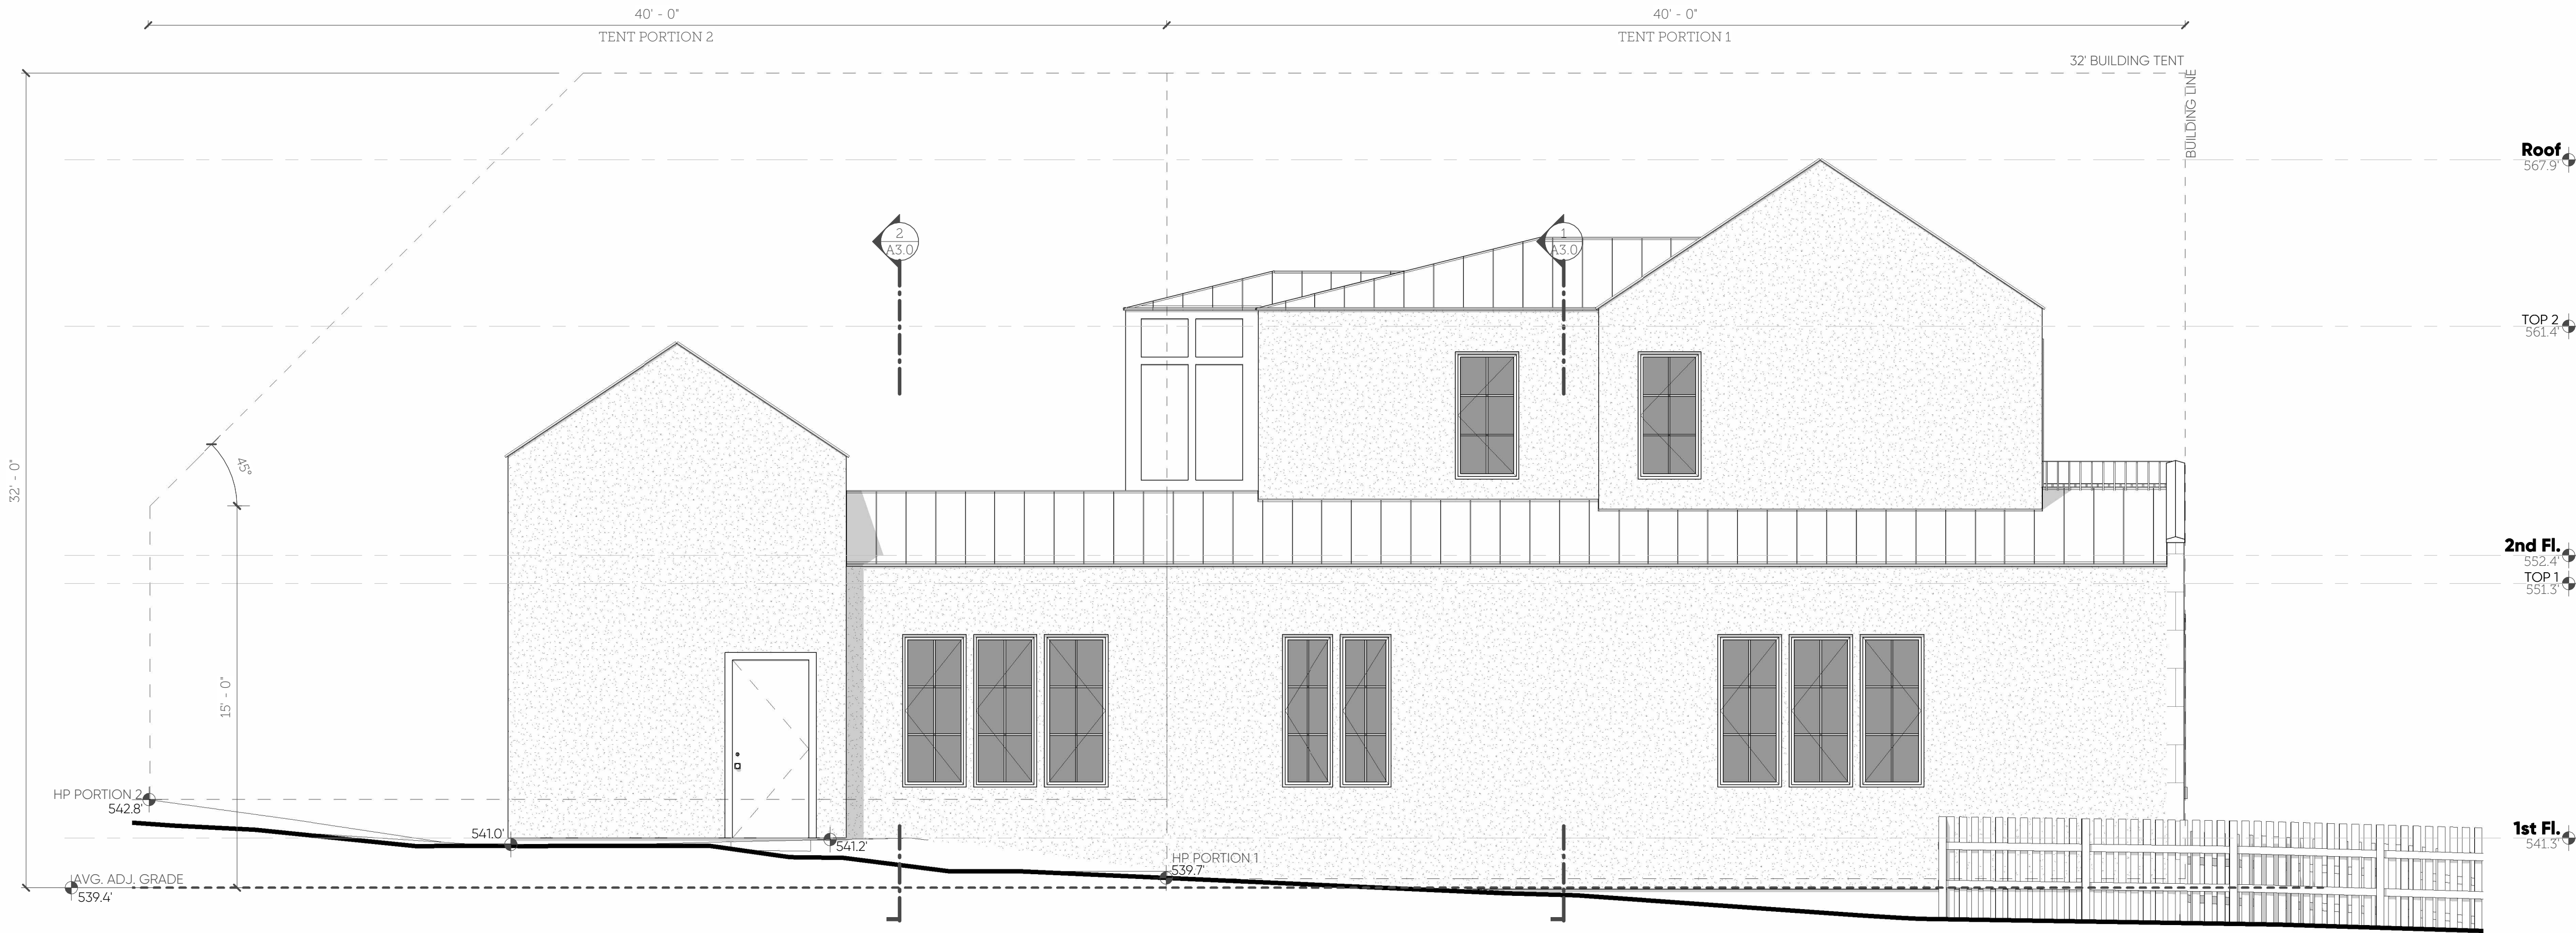 40' - 0"
40' - 0"
TENT PORTION 2
TENT PORTION 1
32' BUILDING TENT
BUILDING LINE
Roof
567.9'
2
A3.0
1
A3.0
TOP 2
561.4'
45°
32' - 0"
2nd Fl.
552.4'
TOP 1
551.3'
15' - 0"
HP PORTION 2
542.8'
541.0'
541.2'
1st Fl.
541.3'
HP PORTION 1
539.7'
AVG. ADJ. GRADE
539.4'